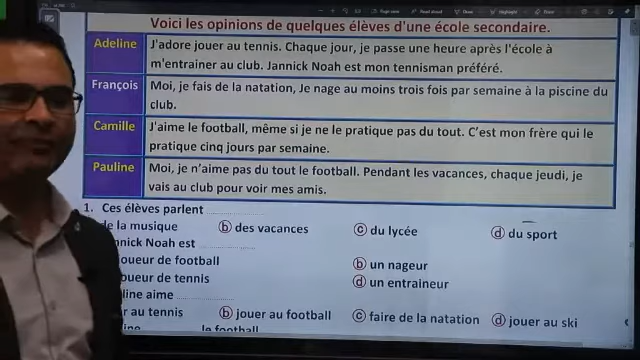 Voici les opinions de quelques élèves d'une école secondaire.
Adeline
J'adore jouer au tennis. Chaque jour, je passe une heure après l'école à
m'entrainer au club. Jannick Noah est mon tennisman préféré.
François
Moi, je fais de la natation, Je nage au moins trois fois par semaine à la piscine du
club.
Camille
J'aime le football, même si je ne le pratique pas du tout. C'est mon frère qui le
pratique cinq jours par semaine.
Pauline
Moi, je n'aime pas du tout le football. Pendant les vacances, chaque jeudi, je
vais au club pour voir mes amis.
1. Ces élèves parlent ............
de la musique ⓑ des vacances ⓒ du lycée ⓓ du sport
nnick Noah est ............
oueur de football ⓑ un nageur
oueur de tennis ⓓ un entraineur
line aime ............
r au tennis ⓑ jouer au football ⓒ faire de la natation ⓓ jouer au ski
le football